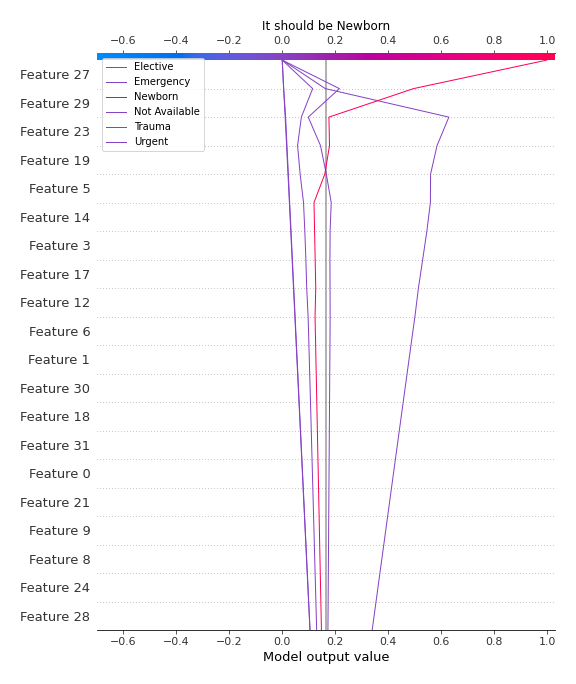 It should be Newborn
−0.6 −0.4 −0.2 0.0 0.2 0.4 0.6 0.8 1.0
Elective
Emergency
Newborn
Not Available
Trauma
Urgent
Feature 27
Feature 29
Feature 23
Feature 19
Feature 5
Feature 14
Feature 3
Feature 17
Feature 12
Feature 6
Feature 1
Feature 30
Feature 18
Feature 31
Feature 0
Feature 21
Feature 9
Feature 8
Feature 24
Feature 28
−0.6 −0.4 −0.2 0.0 0.2 0.4 0.6 0.8 1.0
Model output value